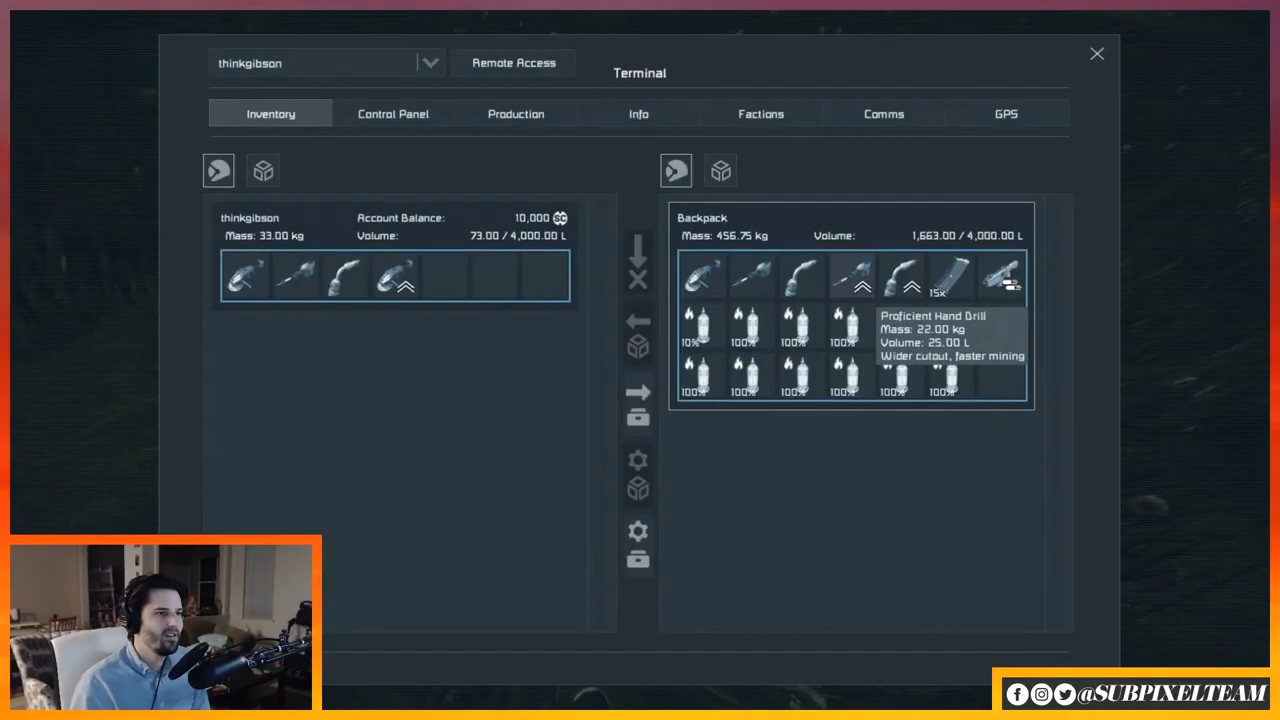 thinkgibson
Remote Access
Terminal
Inventory
Control Panel
Production
Info
Factions
Comms
GPS
thinkgibson
Account Balance:
10,000
Mass: 33.00 kg
Volume:
73.00 / 4,000.00 L
Backpack
Mass: 456.75 kg
Volume:
1,663.00 / 4,000.00 L
15x
Proficient Hand Drill
Mass: 22.00 kg
Volume: 25.00 L
Wider cutout, faster mining
10%
100%
100%
100%
100%
100%
100%
100%
100%
100%
@SUBPIXELTEAM